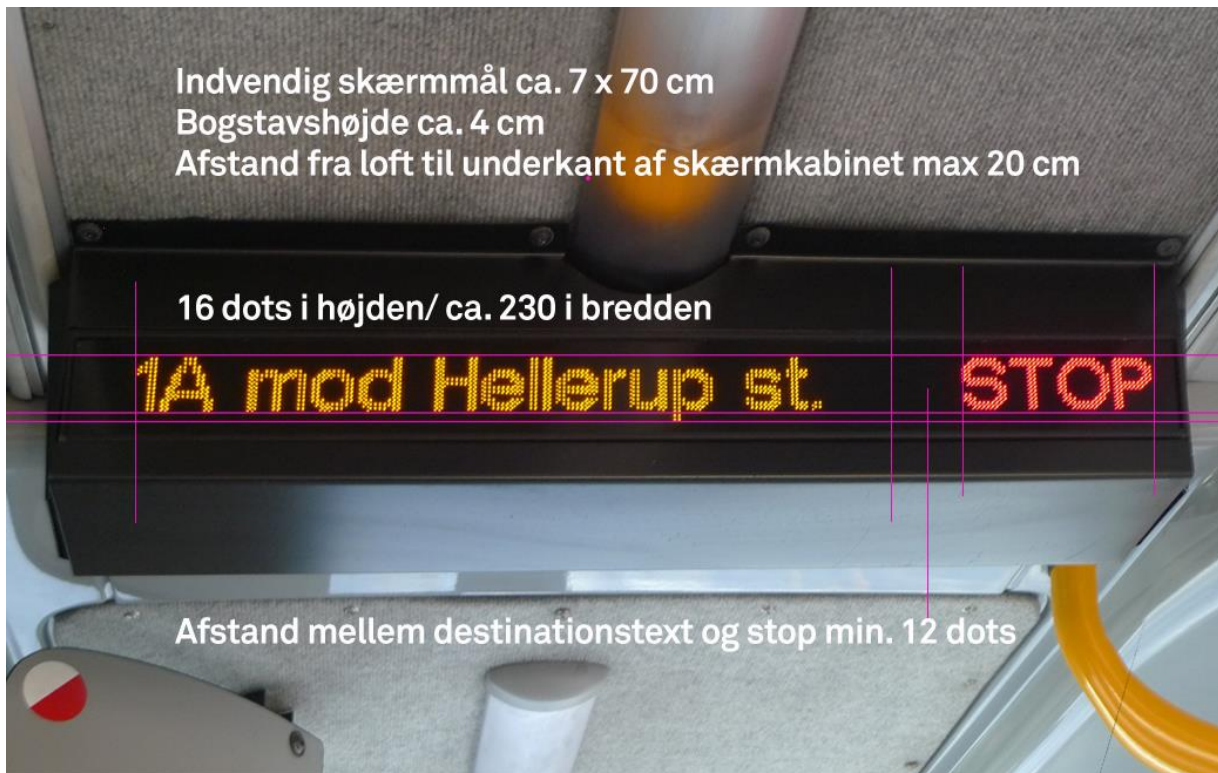 Indvendig skærmmål ca. 7 x 70 cm
Bogstavshøjde ca. 4 cm
Afstand fra loft til underkant af skærmkabinet max 20 cm
16 dots i højden/ ca. 230 i bredden
1A mod Hellerup st. STOP
Afstand mellem destinationstext og stop min. 12 dots